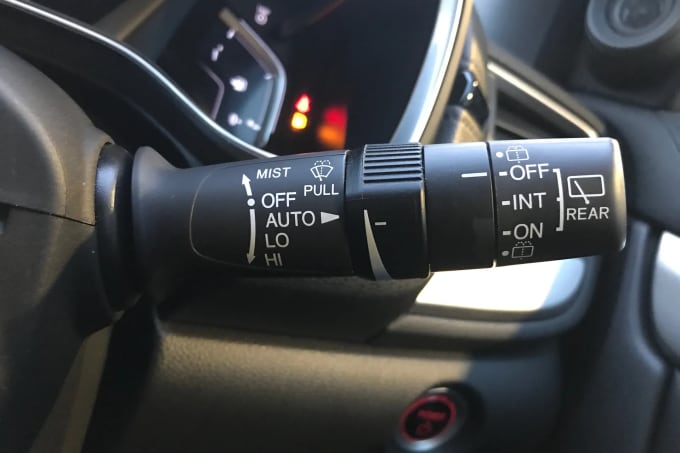 MIST
PULL
OFF
AUTO
LO
HI
OFF
INT
ON
REAR